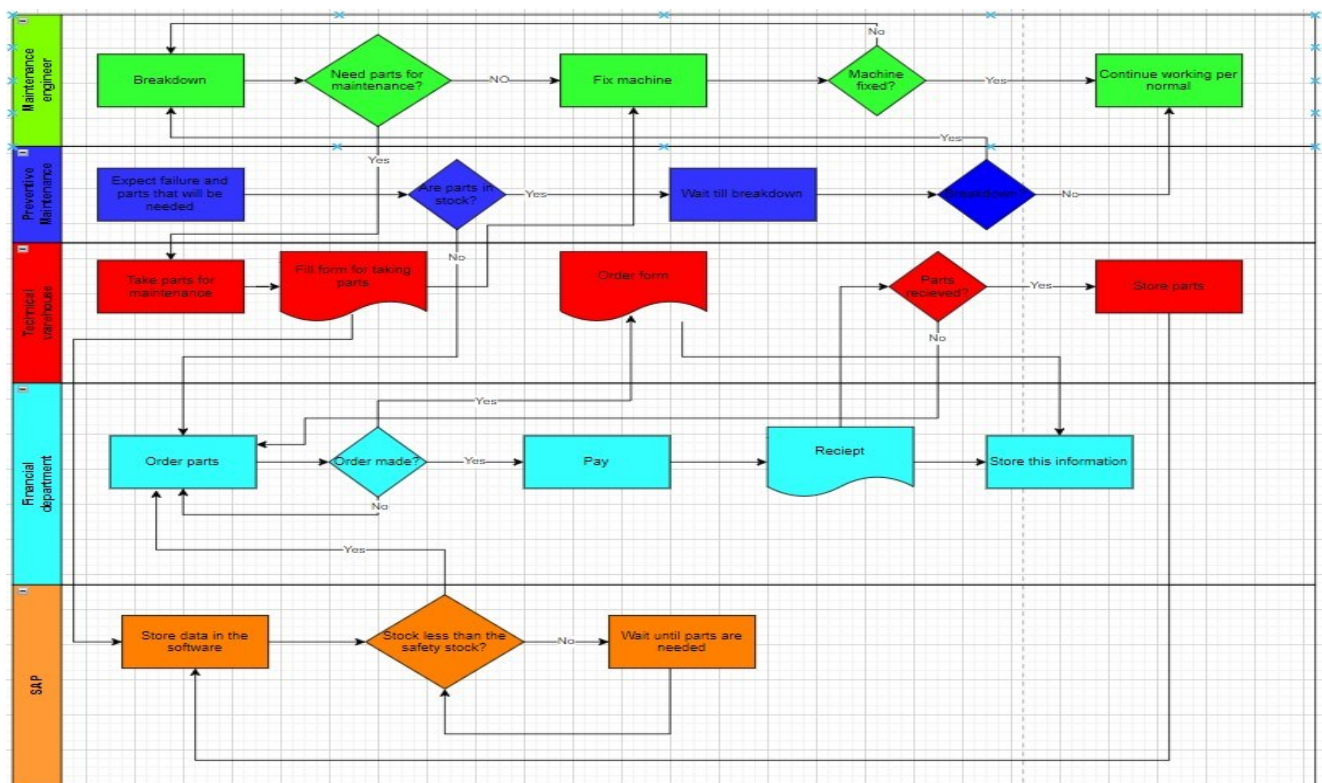 Maintenance
engineer
No
Breakdown
Need parts for
maintenance?
NO
Fix machine
Machine
fixed?
Yes
Continue working per
normal
Yes
Yes
Preventive
Maintenance
Expect failure and
parts that will be
needed
Are parts in
stock?
Yes
Wait till breakdown
Breakdown?
No
No
Technical
warehouse
Take parts for
maintenance
Fill form for taking
parts
Order form
Parts
recieved?
Yes
Store parts
No
Financial
department
Yes
Order parts
Order made?
Yes
Pay
Reciept
Store this information
No
Yes
SAP
Store data in the
software
Stock less than the
safety stock?
No
Wait until parts are
needed